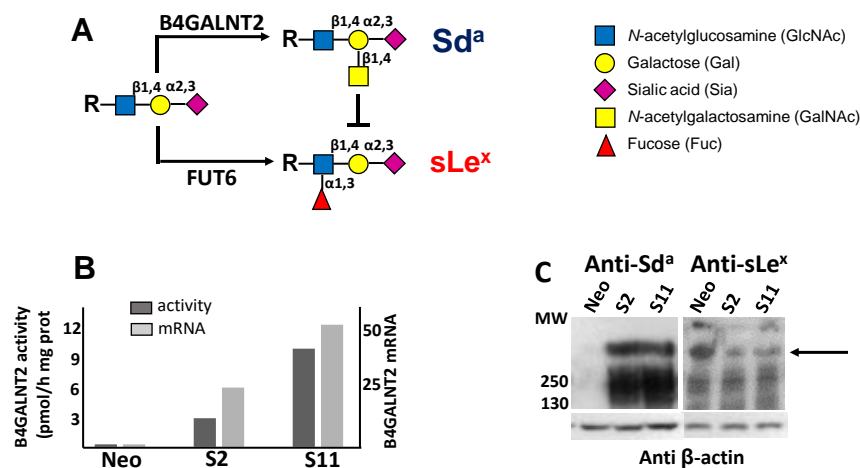 A
B4GALNT2
β1,4 α2,3
R
Sdᵃ
β1,4
β1,4 α2,3
R
β1,4 α2,3
R
sLeˣ
α1,3
FUT6
N-acetylglucosamine (GlcNAc)
Galactose (Gal)
Sialic acid (Sia)
N-acetylgalactosamine (GalNAc)
Fucose (Fuc)
B
activity
mRNA
B4GALNT2 activity
(pmol/h mg prot)
12
9
6
3
50
25
B4GALNT2 mRNA
Neo
S2
S11
C
Anti-Sdᵃ
Anti-sLeˣ
Neo
S2
S11
Neo
S2
S11
MW
250
130
Anti β-actin